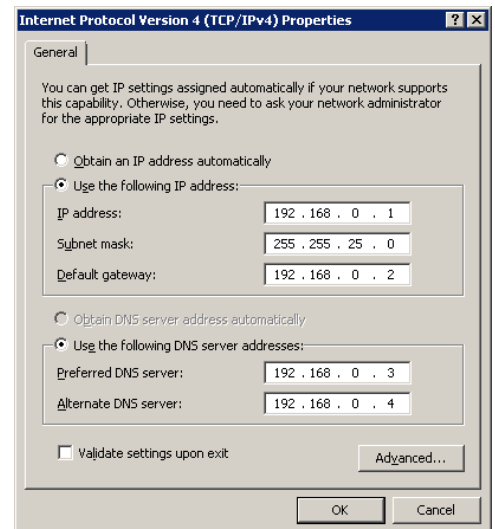 Internet Protocol Version 4 (TCP/IPv4) Properties
General
You can get IP settings assigned automatically if your network supports
this capability. Otherwise, you need to ask your network administrator
for the appropriate IP settings.
Obtain an IP address automatically
Use the following IP address:
IP address: 192 . 168 . 0 . 1
Subnet mask: 255 . 255 . 25 . 0
Default gateway: 192 . 168 . 0 . 2
Obtain DNS server address automatically
Use the following DNS server addresses:
Preferred DNS server: 192 . 168 . 0 . 3
Alternate DNS server: 192 . 168 . 0 . 4
Validate settings upon exit
Advanced...
OK Cancel